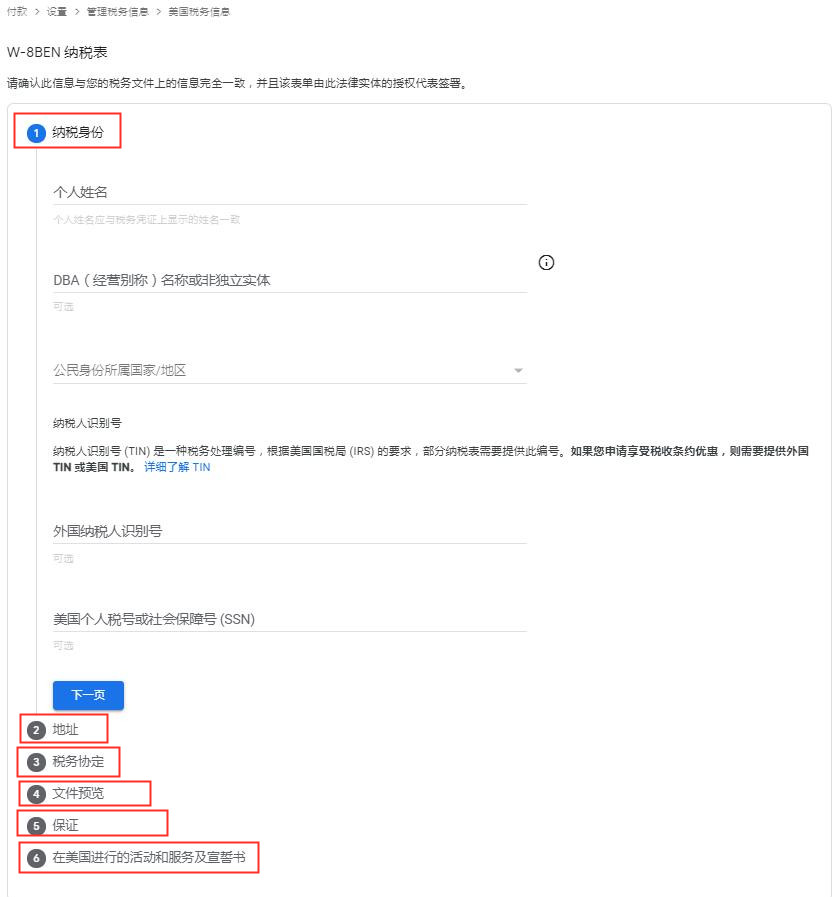 付款 > 设置 > 管理税务信息 > 美国税务信息
W-8BEN 纳税表
请确认此信息与您的税务文件上的信息完全一致，并且该表单由此法律实体的授权代表签署。
1 纳税身份
个人姓名
个人姓名应与税务凭证上显示的姓名一致
DBA（经营别称）名称或非独立实体
可选
公民身份所属国家/地区
纳税人识别号
纳税人识别号 (TIN) 是一种税务处理编号，根据美国国税局 (IRS) 的要求，部分纳税表需要提供此编号。如果您申请享受税收条约优惠，则需要提供外国
TIN 或美国 TIN。 详细了解 TIN
外国纳税人识别号
可选
美国个人税号或社会保障号 (SSN)
可选
下一页
2 地址
3 税务协定
4 文件预览
5 保证
6 在美国进行的活动和服务及宣誓书